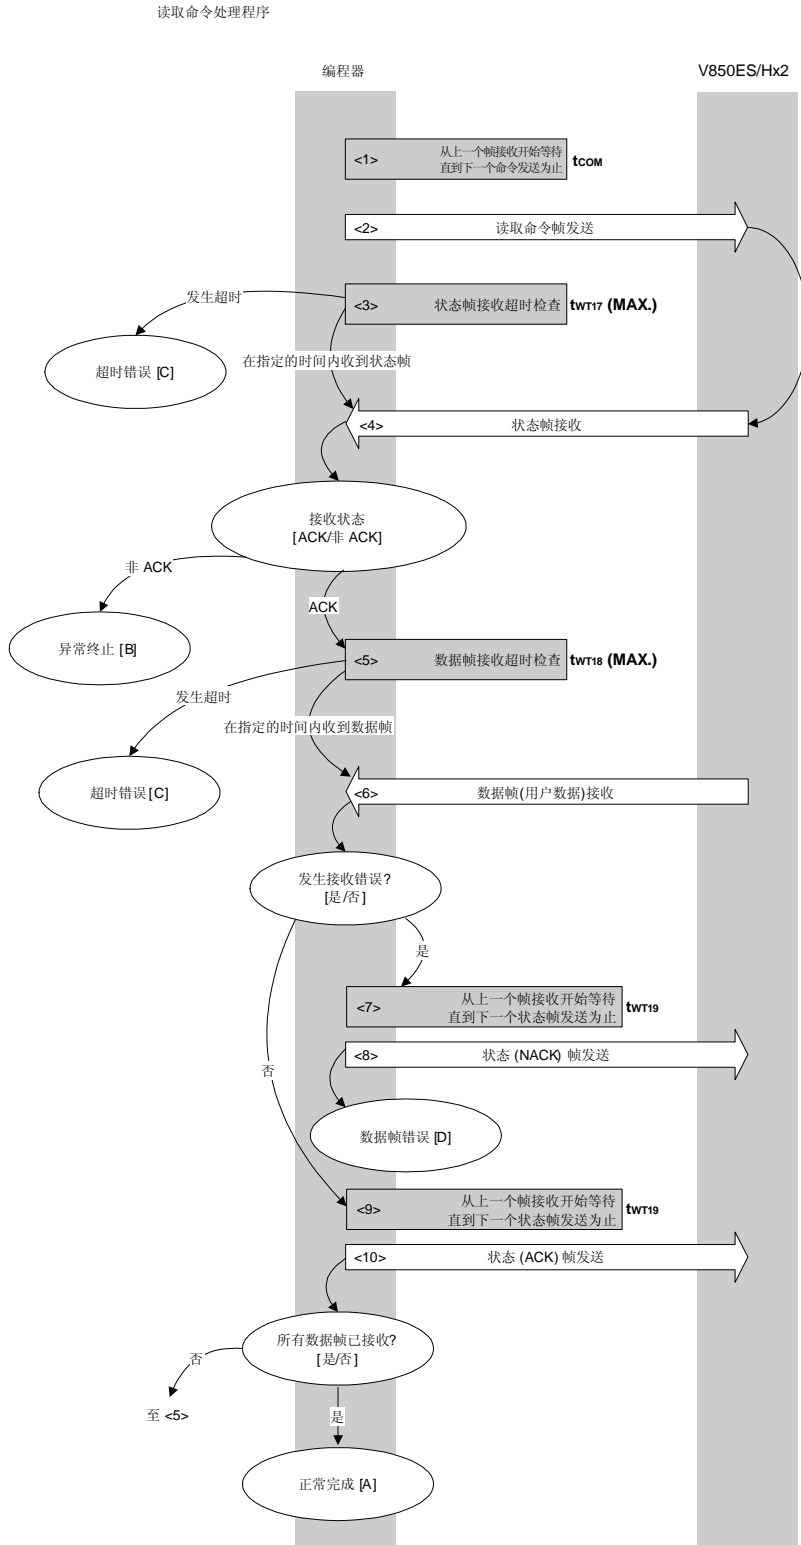 读取命令处理程序
编程器
V850ES/Hx2
<1>
从上一个帧接收开始等待
直到下一个命令发送为止
tCOM
<2>
读取命令帧发送
发生超时
<3>
状态帧接收超时检查
tWT17 (MAX.)
在指定的时间内收到状态帧
超时错误 [C]
<4>
状态帧接收
接收状态
[ACK/非 ACK]
非 ACK
ACK
异常终止 [B]
<5>
数据帧接收超时检查
tWT18 (MAX.)
发生超时
在指定的时间内收到数据帧
超时错误 [C]
<6>
数据帧(用户数据)接收
发生接收错误?
[是/否]
是
<7>
从上一个帧接收开始等待
直到下一个状态帧发送为止
tWT19
<8>
状态 (NACK) 帧发送
否
数据帧错误 [D]
<9>
从上一个帧接收开始等待
直到下一个状态帧发送为止
tWT19
<10>
状态 (ACK) 帧发送
所有数据帧已接收?
[是/否]
否
至 <5>
是
正常完成 [A]